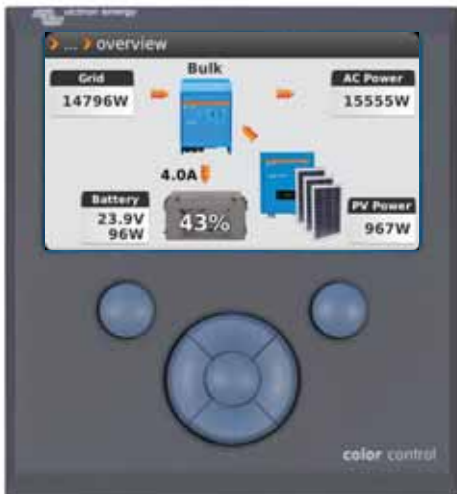 victron energy
... overview
Grid
14796W
Bulk
AC Power
15555W
4.0A
Battery
23.9V
96W
43%
PV Power
967W
color control